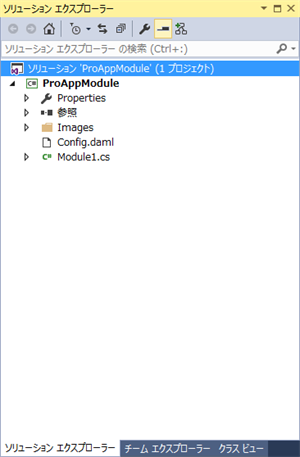 ソリューション エクスプローラー
ソリューション エクスプローラー の検索 (Ctrl+:)
ソリューション 'ProAppModule' (1 プロジェクト)
C# ProAppModule
Properties
参照
Images
Config.daml
C# Module1.cs
ソリューション エクスプローラー チーム エクスプローラー クラス ビュー